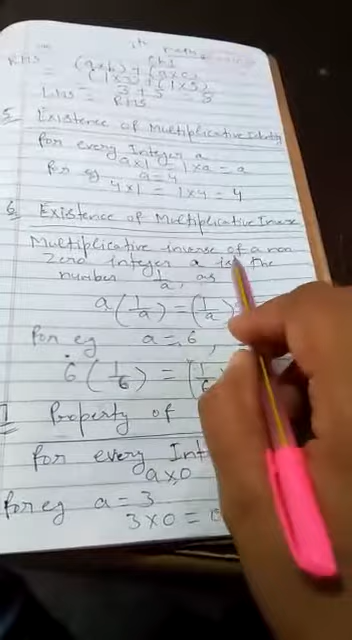 RHS = (a×b) + (a×c)
= (1×3) + (1×5)
3 + 5
LHS = RHS
5 Existence of Multiplicative Identity
for every Integer a
a×1 = 1×a = a
for eg a=4
4×1 = 1×4 = 4
6 Existence of Multiplicative Inverse
Multiplicative inverse of a non
zero integer a is the
number 1/a, as
a(1/a) = (1/a)
for eg a = 6,
6(1/6) = (1/6
7 Property of
for every Int
a×0
for eg a = 3
3×0 = 0